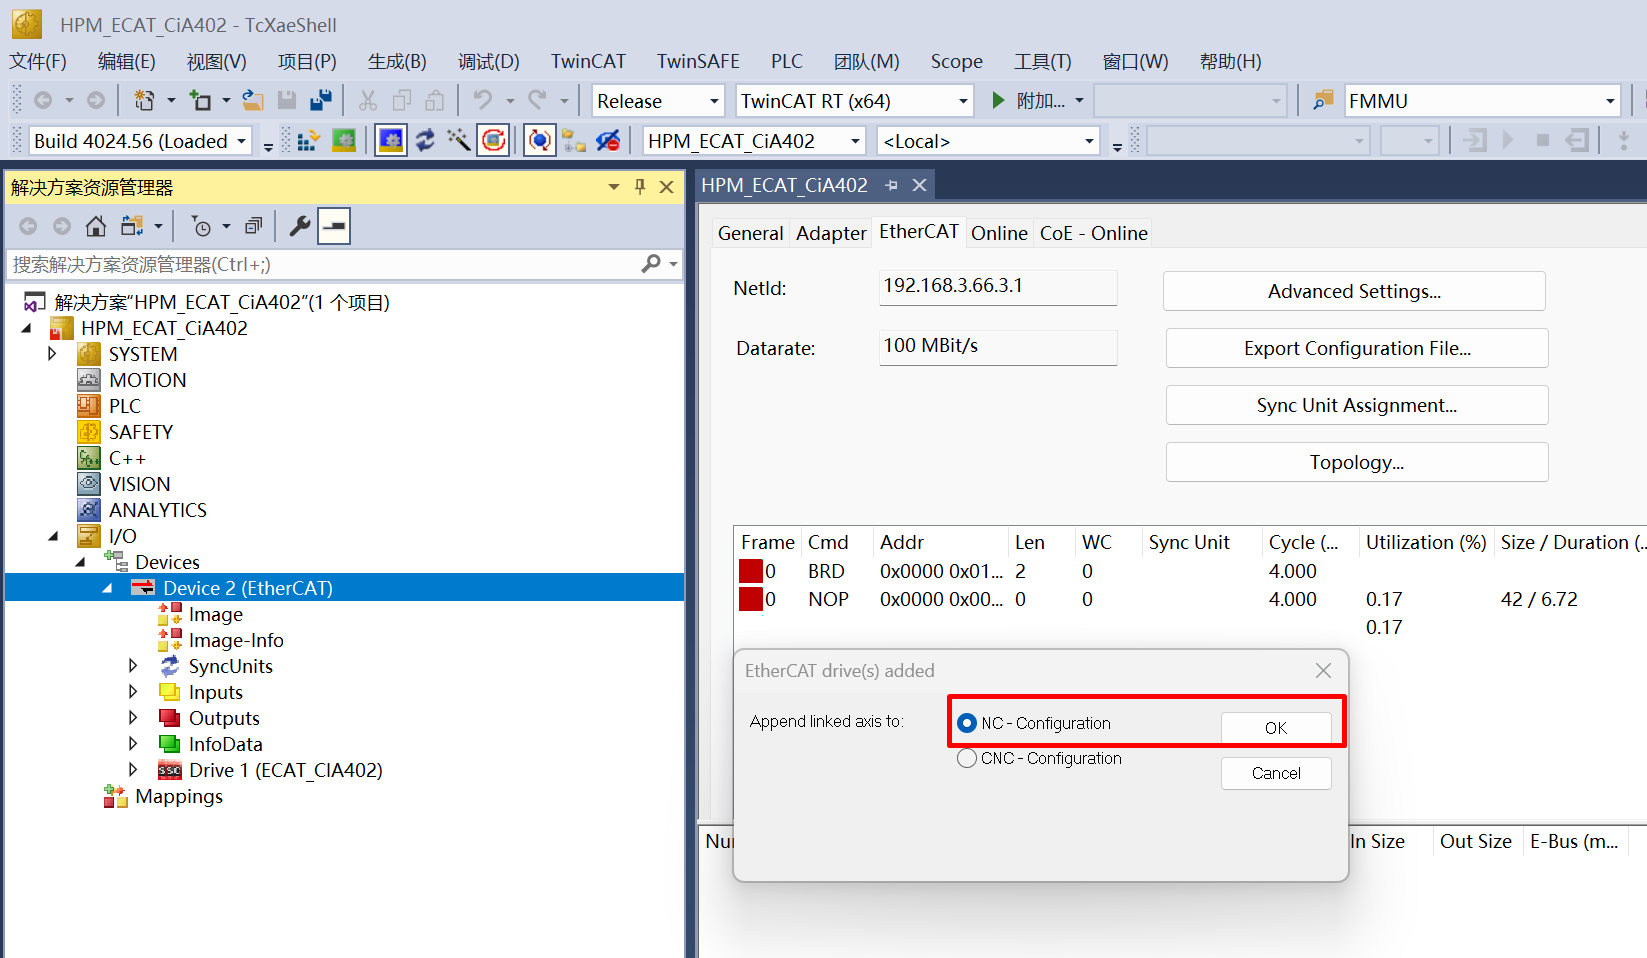 HPM_ECAT_CiA402 - TcXaeShell
文件(F) 编辑(E) 视图(V) 项目(P) 生成(B) 调试(D) TwinCAT TwinSAFE PLC 团队(M) Scope 工具(T) 窗口(W) 帮助(H)
Release TwinCAT RT (x64) 附加... FMMU
Build 4024.56 (Loaded HPM_ECAT_CiA402 <Local>
解决方案资源管理器
搜索解决方案资源管理器(Ctrl+;)
解决方案"HPM_ECAT_CiA402"(1 个项目)
HPM_ECAT_CiA402
SYSTEM
MOTION
PLC
SAFETY
C++
VISION
ANALYTICS
I/O
Devices
Device 2 (EtherCAT)
Image
Image-Info
SyncUnits
Inputs
Outputs
InfoData
Drive 1 (ECAT_CIA402)
Mappings
HPM_ECAT_CiA402
General Adapter EtherCAT Online CoE - Online
NetId: 192.168.3.66.3.1 Advanced Settings...
Export Configuration File...
Datarate: 100 MBit/s
Sync Unit Assignment...
Topology...
Frame Cmd Addr Len WC Sync Unit Cycle (... Utilization (%) Size / Duration (...
0 BRD 0x0000 0x01... 2 0 4.000
0 NOP 0x0000 0x00... 0 0 4.000 0.17 42 / 6.72
0.17
EtherCAT drive(s) added
Append linked axis to: NC - Configuration OK
CNC - Configuration
Cancel
In Size Out Size E-Bus (m...